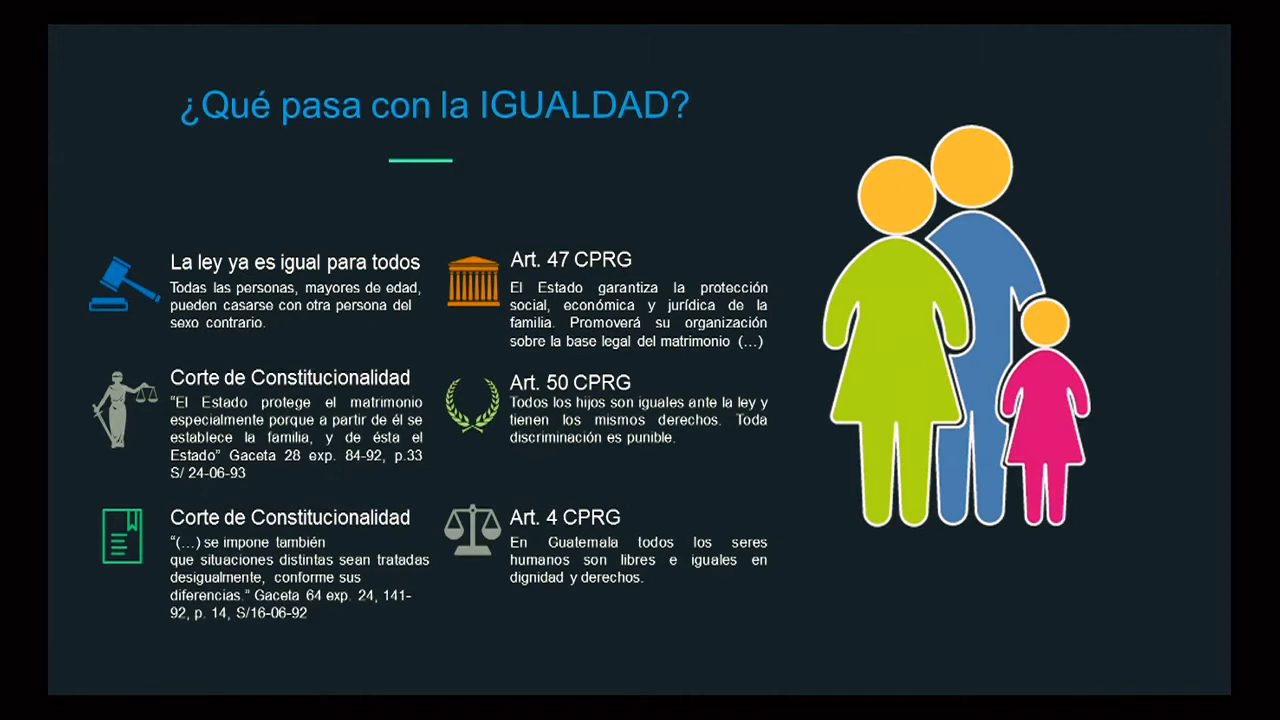 ¿Qué pasa con la IGUALDAD?
La ley ya es igual para todos
Todas las personas, mayores de edad,
pueden casarse con otra persona del
sexo contrario.
Corte de Constitucionalidad
“El Estado protege el matrimonio
especialmente porque a partir de él se
establece la familia, y de ésta el
Estado” Gaceta 28 exp. 84-92, p.33
S/ 24-06-93
Corte de Constitucionalidad
“(…) se impone también
que situaciones distintas sean tratadas
desigualmente, conforme sus
diferencias.” Gaceta 64 exp. 24, 141-
92, p. 14, S/16-06-92
Art. 47 CPRG
El Estado garantiza la protección
social, económica y jurídica de la
familia. Promoverá su organización
sobre la base legal del matrimonio (…)
Art. 50 CPRG
Todos los hijos son iguales ante la ley y
tienen los mismos derechos. Toda
discriminación es punible.
Art. 4 CPRG
En Guatemala todos los seres
humanos son libres e iguales en
dignidad y derechos.